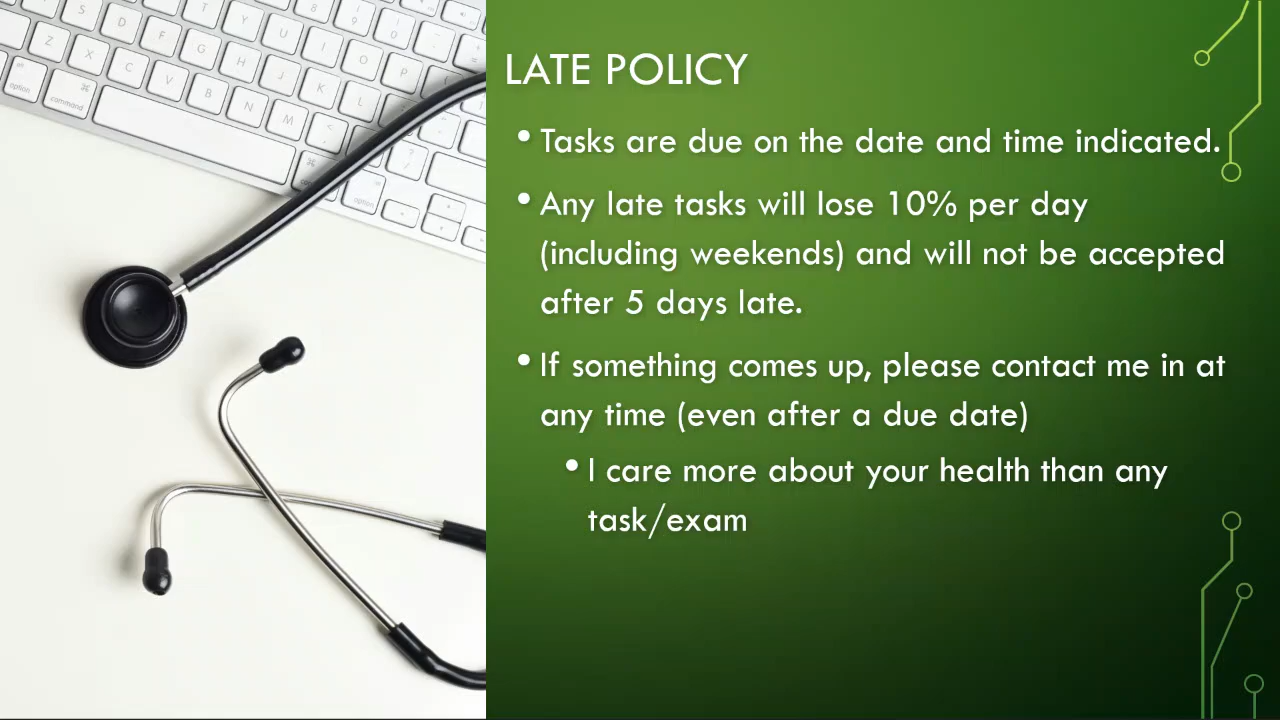 LATE POLICY
• Tasks are due on the date and time indicated.
• Any late tasks will lose 10% per day
(including weekends) and will not be accepted
after 5 days late.
• If something comes up, please contact me in at
any time (even after a due date)
• I care more about your health than any
task/exam